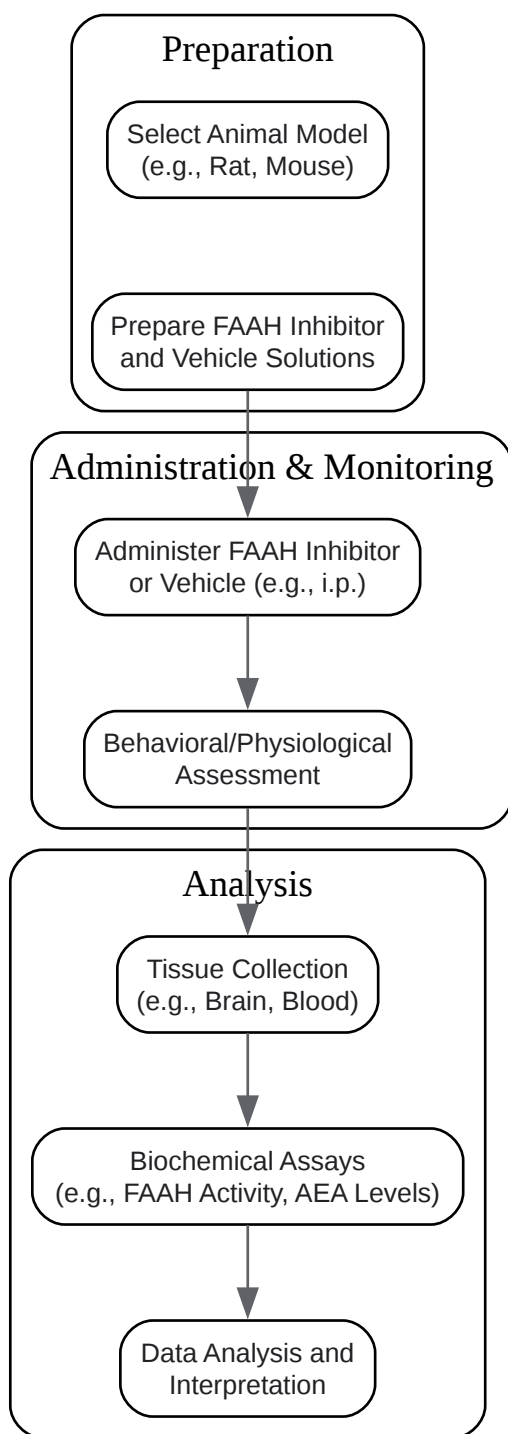 Preparation
Select Animal Model
(e.g., Rat, Mouse)
Prepare FAAH Inhibitor
and Vehicle Solutions
Administration & Monitoring
Administer FAAH Inhibitor
or Vehicle (e.g., i.p.)
Behavioral/Physiological
Assessment
Analysis
Tissue Collection
(e.g., Brain, Blood)
Biochemical Assays
(e.g., FAAH Activity, AEA Levels)
Data Analysis and
Interpretation